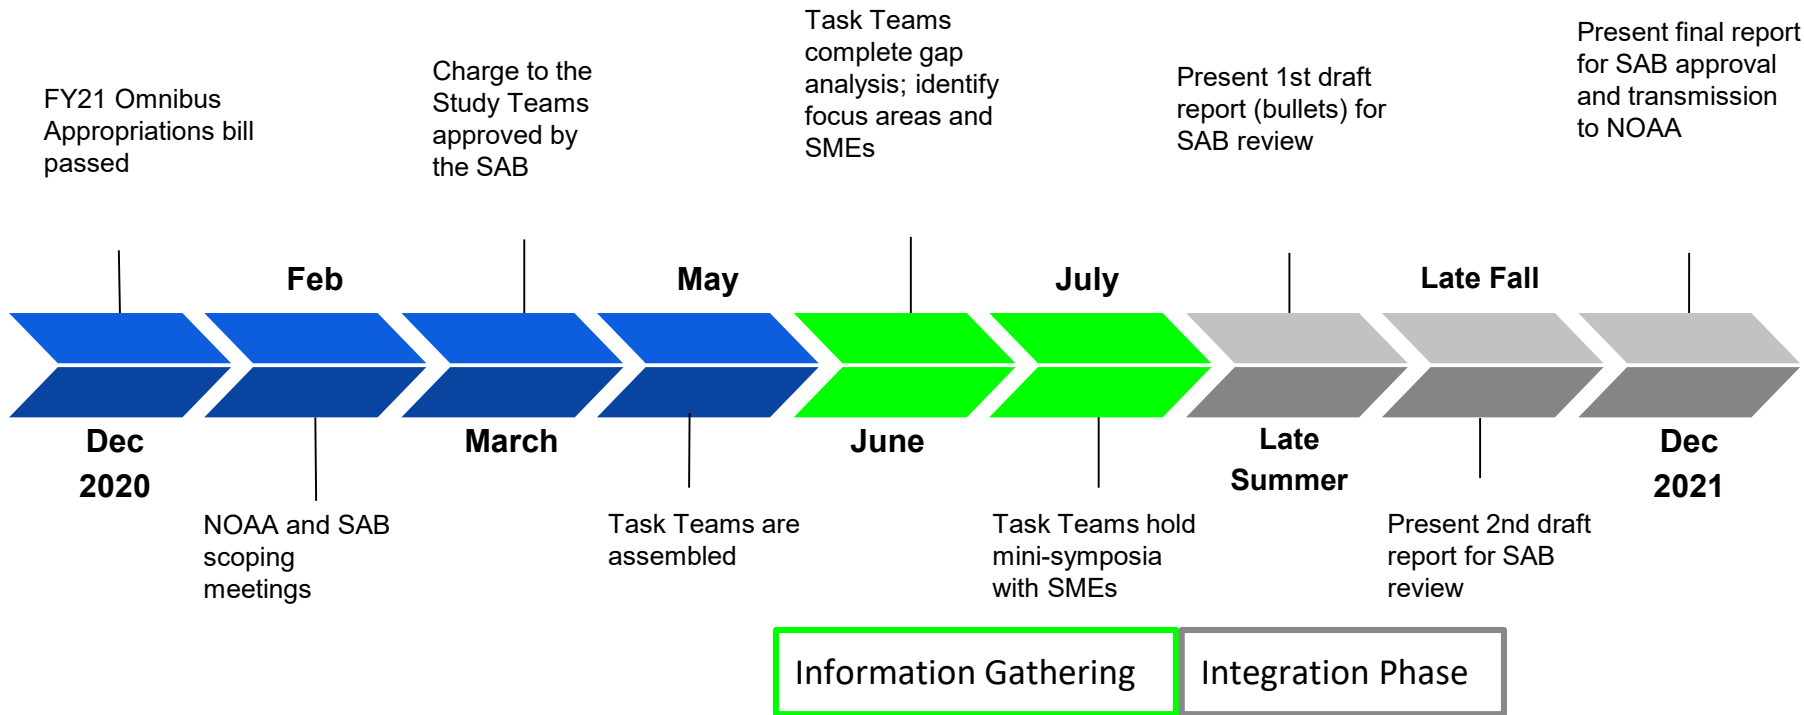 FY21 Omnibus
Appropriations bill
passed
Charge to the
Study Teams
approved by
the SAB
Task Teams
complete gap
analysis; identify
focus areas and
SMEs
Present 1st draft
report (bullets) for
SAB review
Present final report
for SAB approval
and transmission
to NOAA
Feb
May
July
Late Fall
Dec
2020
March
June
Late
Summer
Dec
2021
NOAA and SAB
scoping
meetings
Task Teams are
assembled
Task Teams hold
mini-symposia
with SMEs
Present 2nd draft
report for SAB
review
Information Gathering
Integration Phase